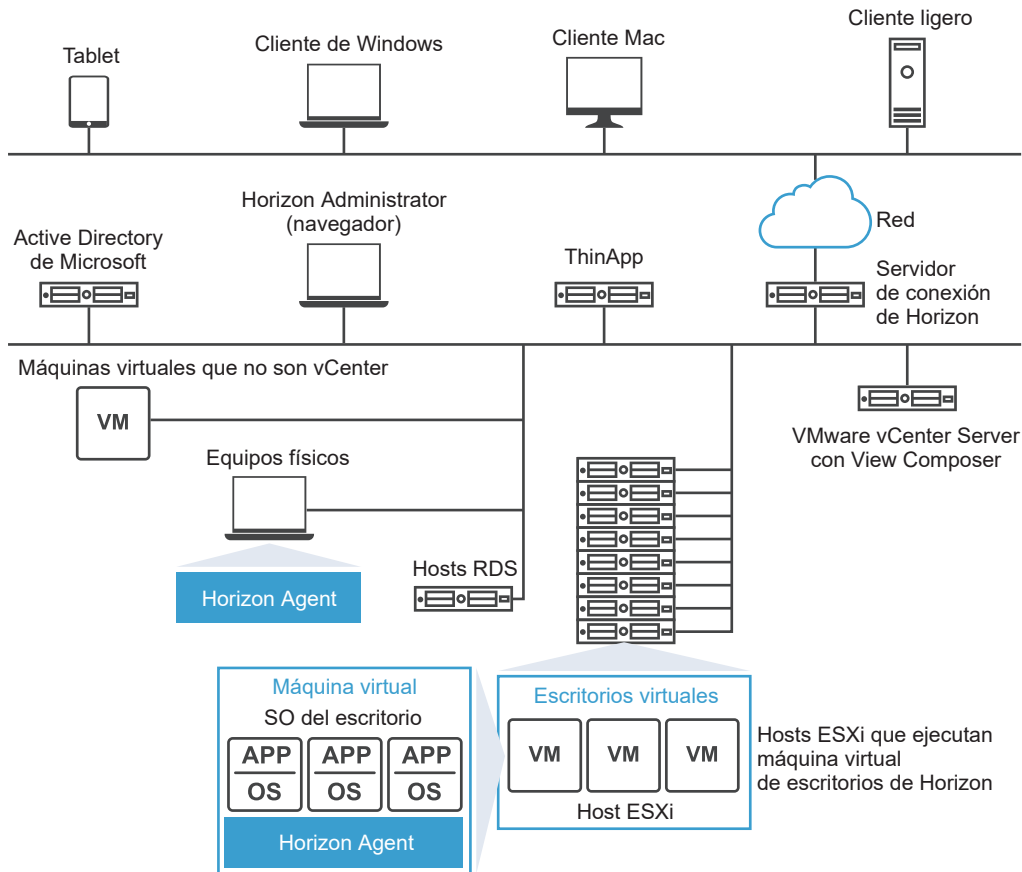 Cliente ligero
Cliente de Windows
Cliente Mac
Tablet
Horizon Administrator
(navegador)
Red
Active Directory
de Microsoft
ThinApp
Servidor
de conexión
de Horizon
Máquinas virtuales que no son vCenter
VM
VMware vCenter Server
con View Composer
Equipos físicos
Hosts RDS
Horizon Agent
Máquina virtual
SO del escritorio
APP APP APP
OS OS OS
Horizon Agent
Escritorios virtuales
VM VM VM
Host ESXi
Hosts ESXi que ejecutan
máquina virtual
de escritorios de Horizon